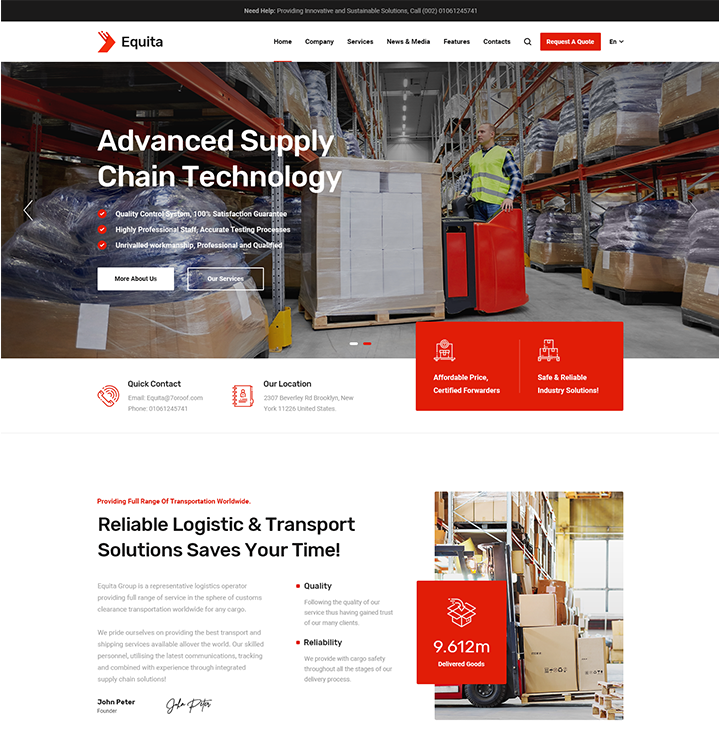 Need Help: Providing Innovative and Sustainable Solutions, Call (002) 01061245741
Equita
Home Company Services News & Media Features Contacts Request A Quote En
Advanced Supply
Chain Technology
Quality Control System, 100% Satisfaction Guarantee
Highly Professional Staff, Accurate Testing Processes
Unrivalled workmanship, Professional and Qualified
More About Us Our Services
Affordable Price,
Certified Forwarders
Safe & Reliable
Industry Solutions!
Quick Contact
Email: Equita@7oroof.com
Phone: 01061245741
Our Location
2307 Beverley Rd Brooklyn, New
York 11226 United States.
Providing Full Range Of Transportation Worldwide.
Reliable Logistic & Transport
Solutions Saves Your Time!
Equita Group is a representative logistics operator
providing full range of service in the sphere of customs
clearance transportation worldwide for any cargo.
We pride ourselves on providing the best transport and
shipping services available allover the world. Our skilled
personnel, utilising the latest communications, tracking
and combined with experience through integrated
supply chain solutions!
John Peter
Founder
John Peter
Quality
Following the quality of our
service thus having gained trust
of our many clients.
Reliability
We provide with cargo safety
throughout all the stages of our
delivery process.
9.612m
Delivered Goods